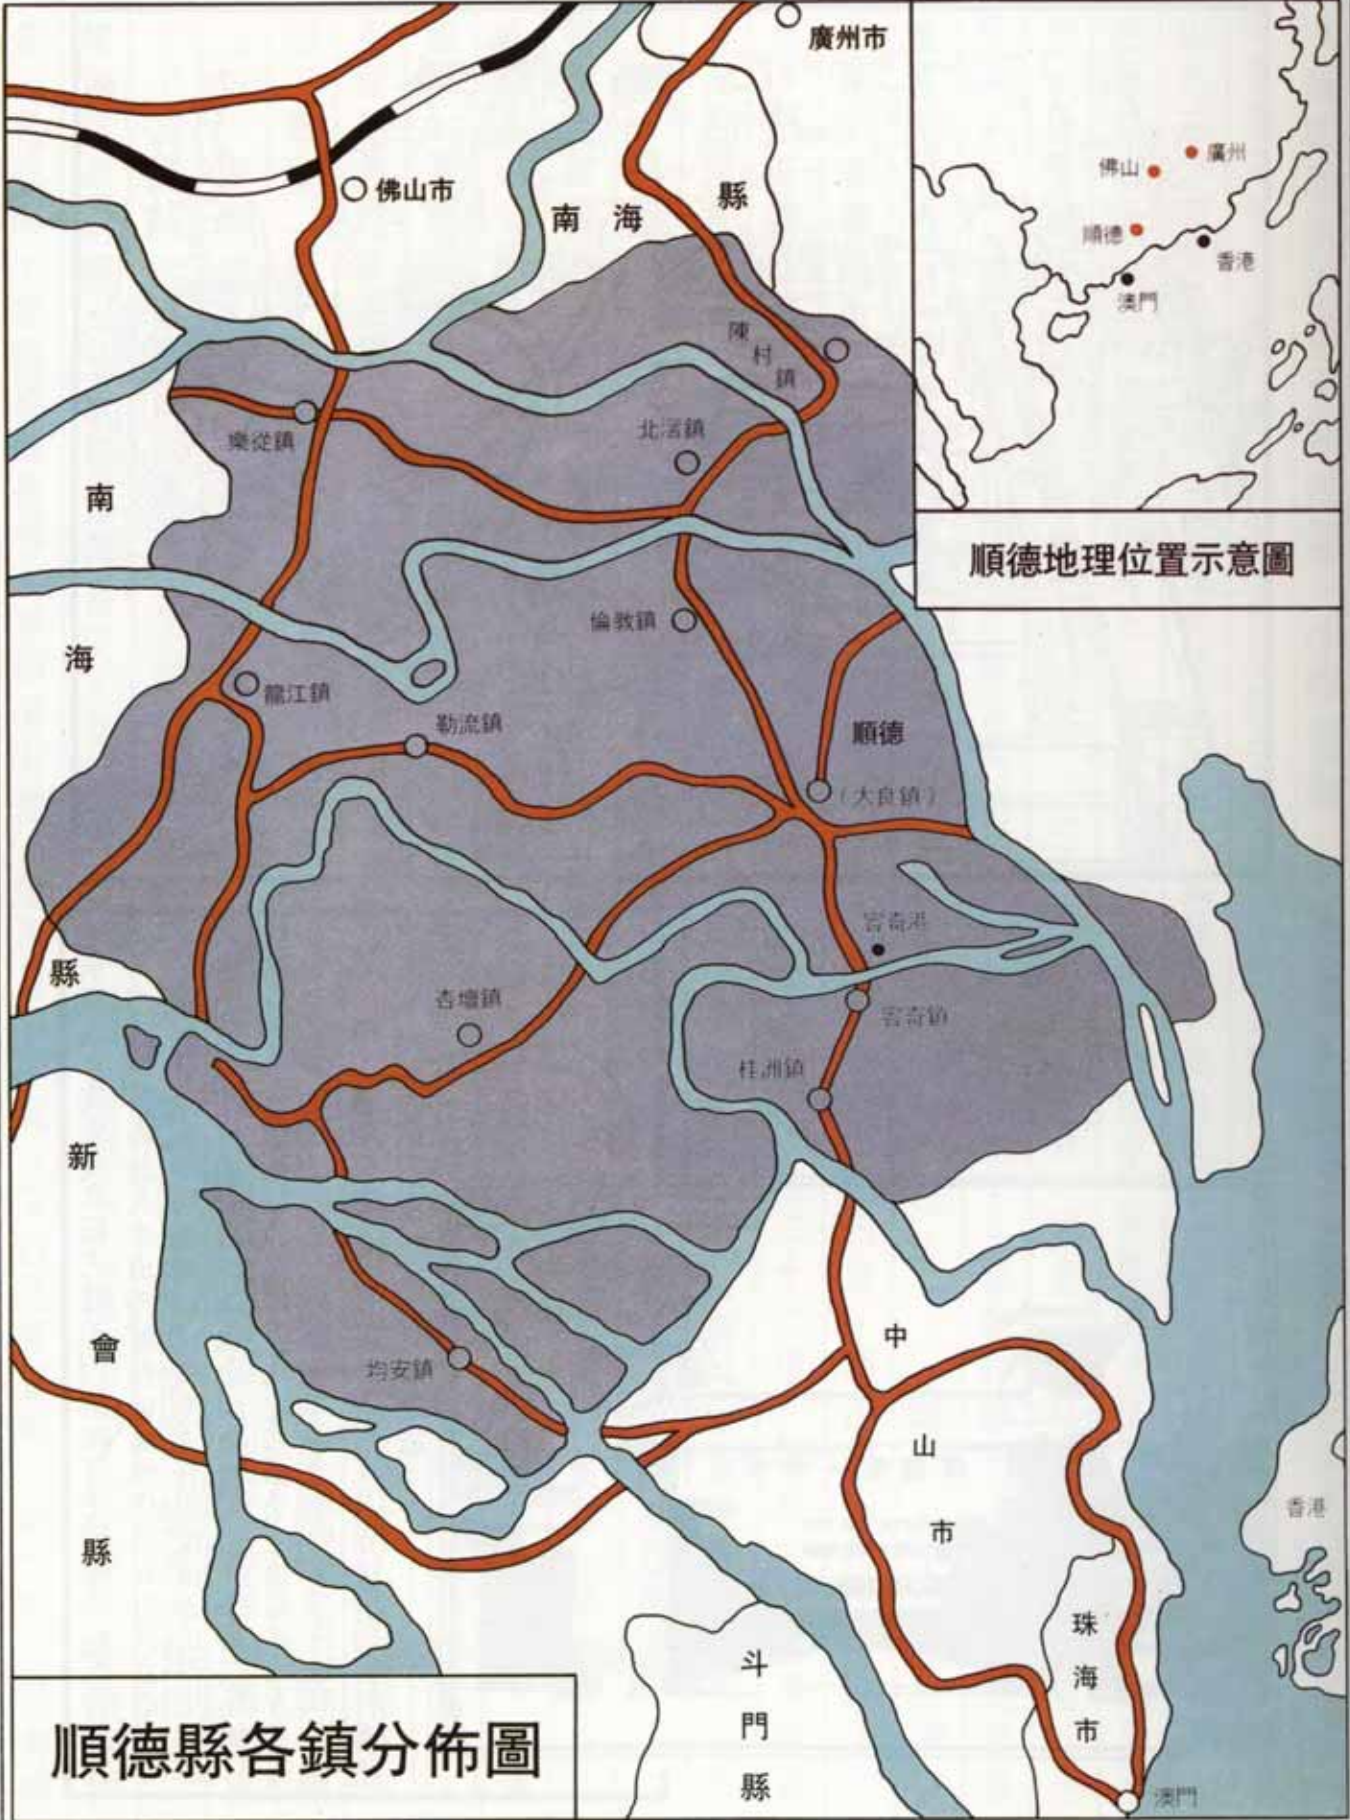 廣州市
佛山市
南海縣
陳村鎮
樂從鎮
北滘鎮
南海縣
倫教鎮
龍江鎮
勒流鎮
順德
（大良鎮）
容奇港
杏壇鎮
容奇鎮
桂洲鎮
新會縣
均安鎮
中山市
香港
珠海市
斗門縣
澳門
順德縣各鎮分佈圖
廣州
佛山
順德
香港
澳門
順德地理位置示意圖